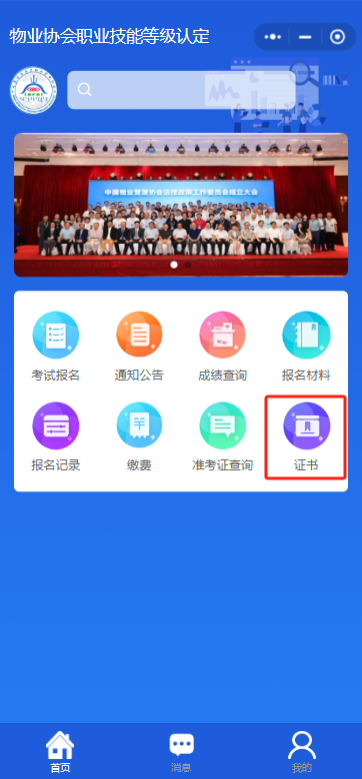 物业协会职业技能等级认定
中国物业管理协会法律政策工作委员会成立大会
考试报名
通知公告
成绩查询
报名材料
报名记录
缴费
准考证查询
证书
首页
消息
我的